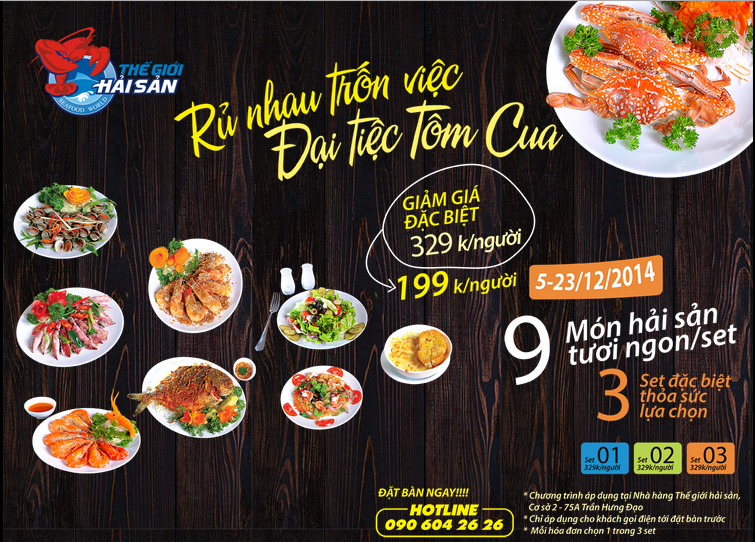 THẾ GIỚI
HẢI SẢN
SEAFOOD WORLD
Rủ nhau trốn việc
Đại Tiệc Tôm Cua
GIẢM GIÁ
ĐẶC BIỆT
329 k/người
199 k/người
5-23/12/2014
9 Món hải sản
tươi ngon/set
3 Set đặc biệt
thỏa sức
lựa chọn
Set 01
329k/người
Set 02
329k/người
Set 03
329k/người
ĐẶT BÀN NGAY!!!!
HOTLINE
090 604 26 26
* Chương trình áp dụng tại Nhà hàng Thế giới hải sản,
Cơ sở 2 - 75A Trần Hưng Đạo
* Chỉ áp dụng cho khách gọi điện tới đặt bàn trước
* Mỗi hóa đơn chọn 1 trong 3 set